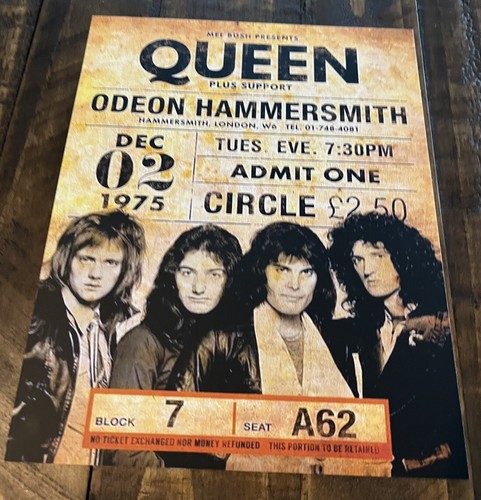 MEL BUSH PRESENTS
QUEEN
PLUS SUPPORT
ODEON HAMMERSMITH
HAMMERSMITH, LONDON, W6 TEL. 01-748-4081
DEC
02
1975
TUES. EVE. 7:30PM
ADMIT ONE
CIRCLE £2.50
BLOCK 7 SEAT A62
NO TICKET EXCHANGED NOR MONEY REFUNDED THIS PORTION TO BE RETAINED